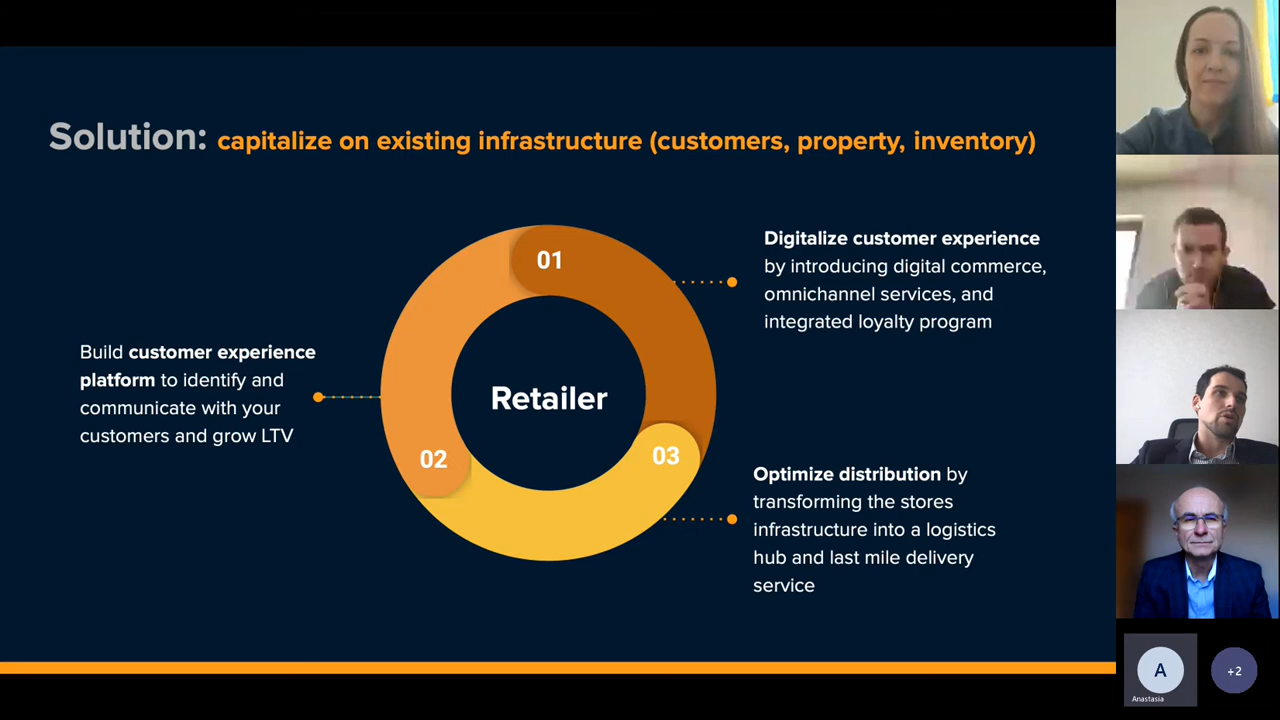 Solution: capitalize on existing infrastructure (customers, property, inventory)
01
Digitalize customer experience
by introducing digital commerce,
omnichannel services, and
integrated loyalty program
Build customer experience
platform to identify and
communicate with your
customers and grow LTV
Retailer
02
03
Optimize distribution by
transforming the stores
infrastructure into a logistics
hub and last mile delivery
service
A
Anastasia
+2